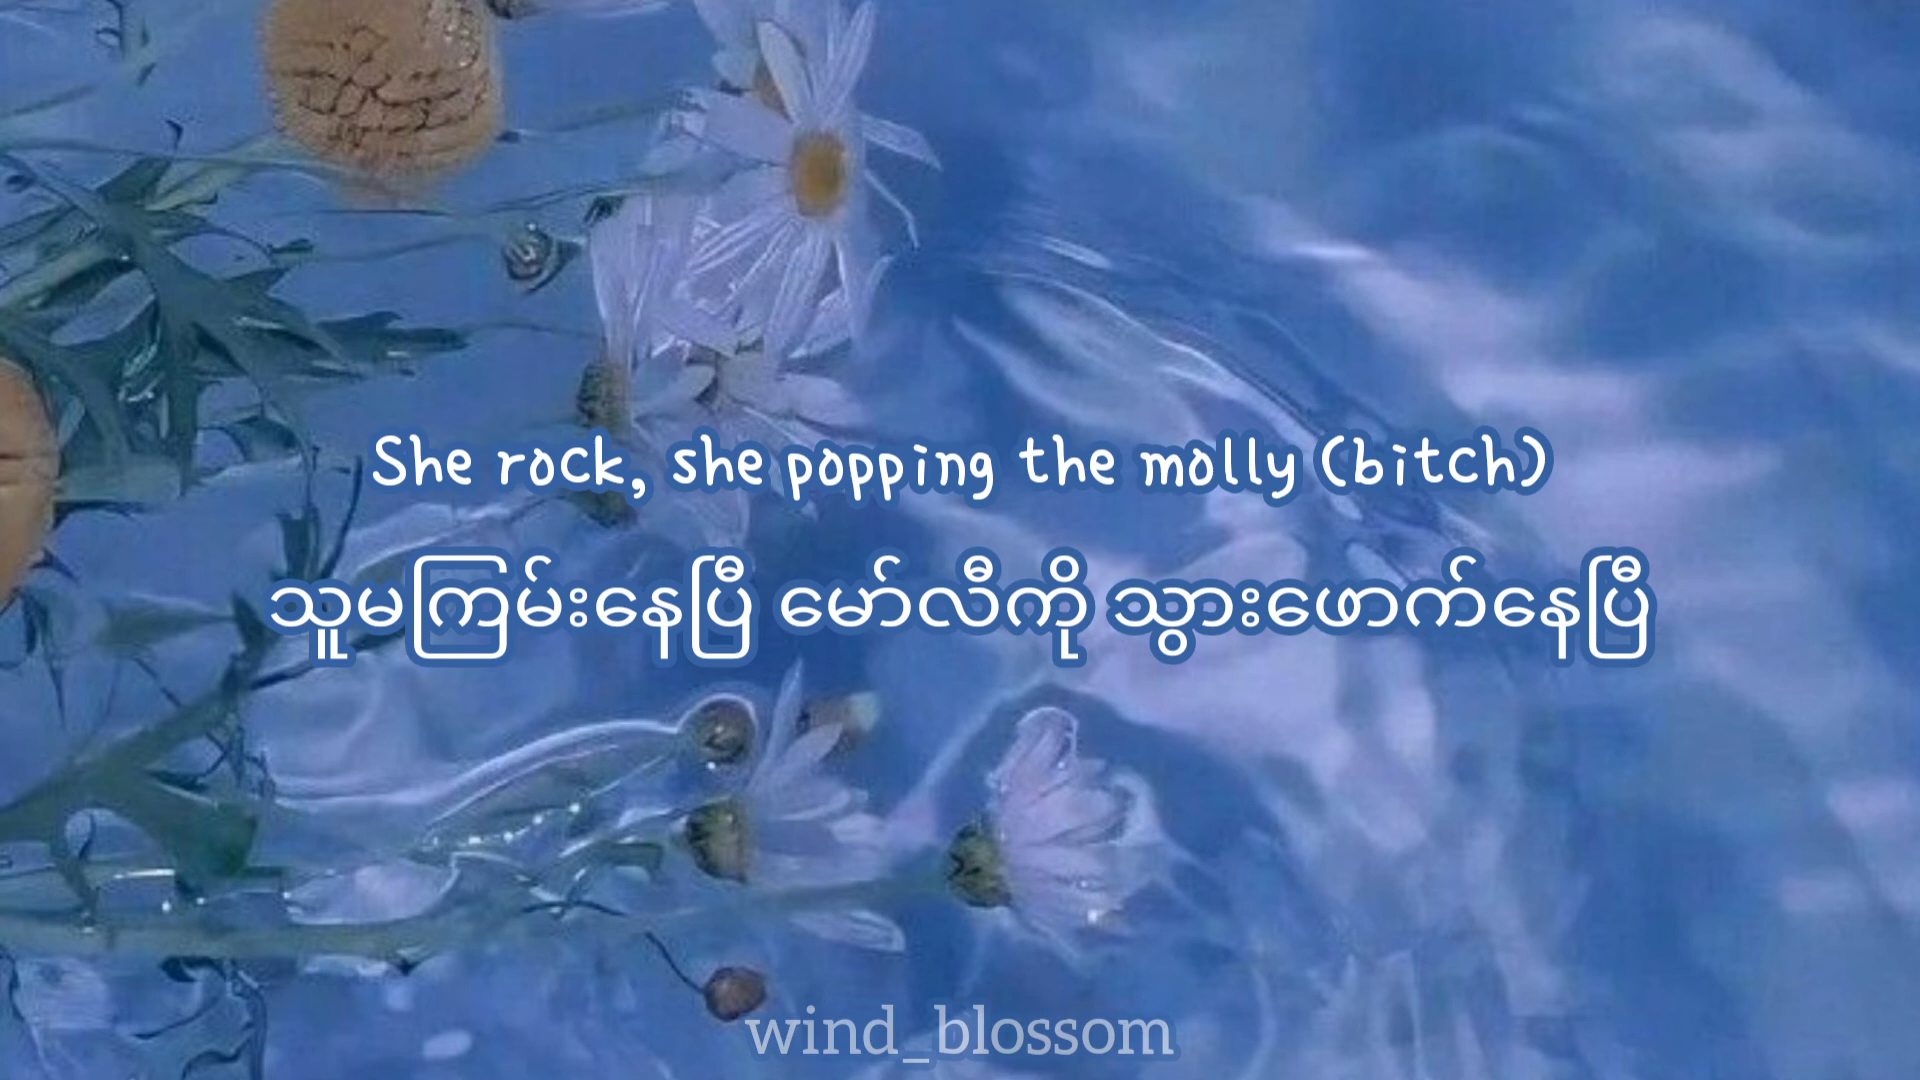 She rock, she popping the molly (bitch)
သူမကြမ်းနေပြီ မော်လီကို သွားဖောက်နေပြီ
wind_blossom